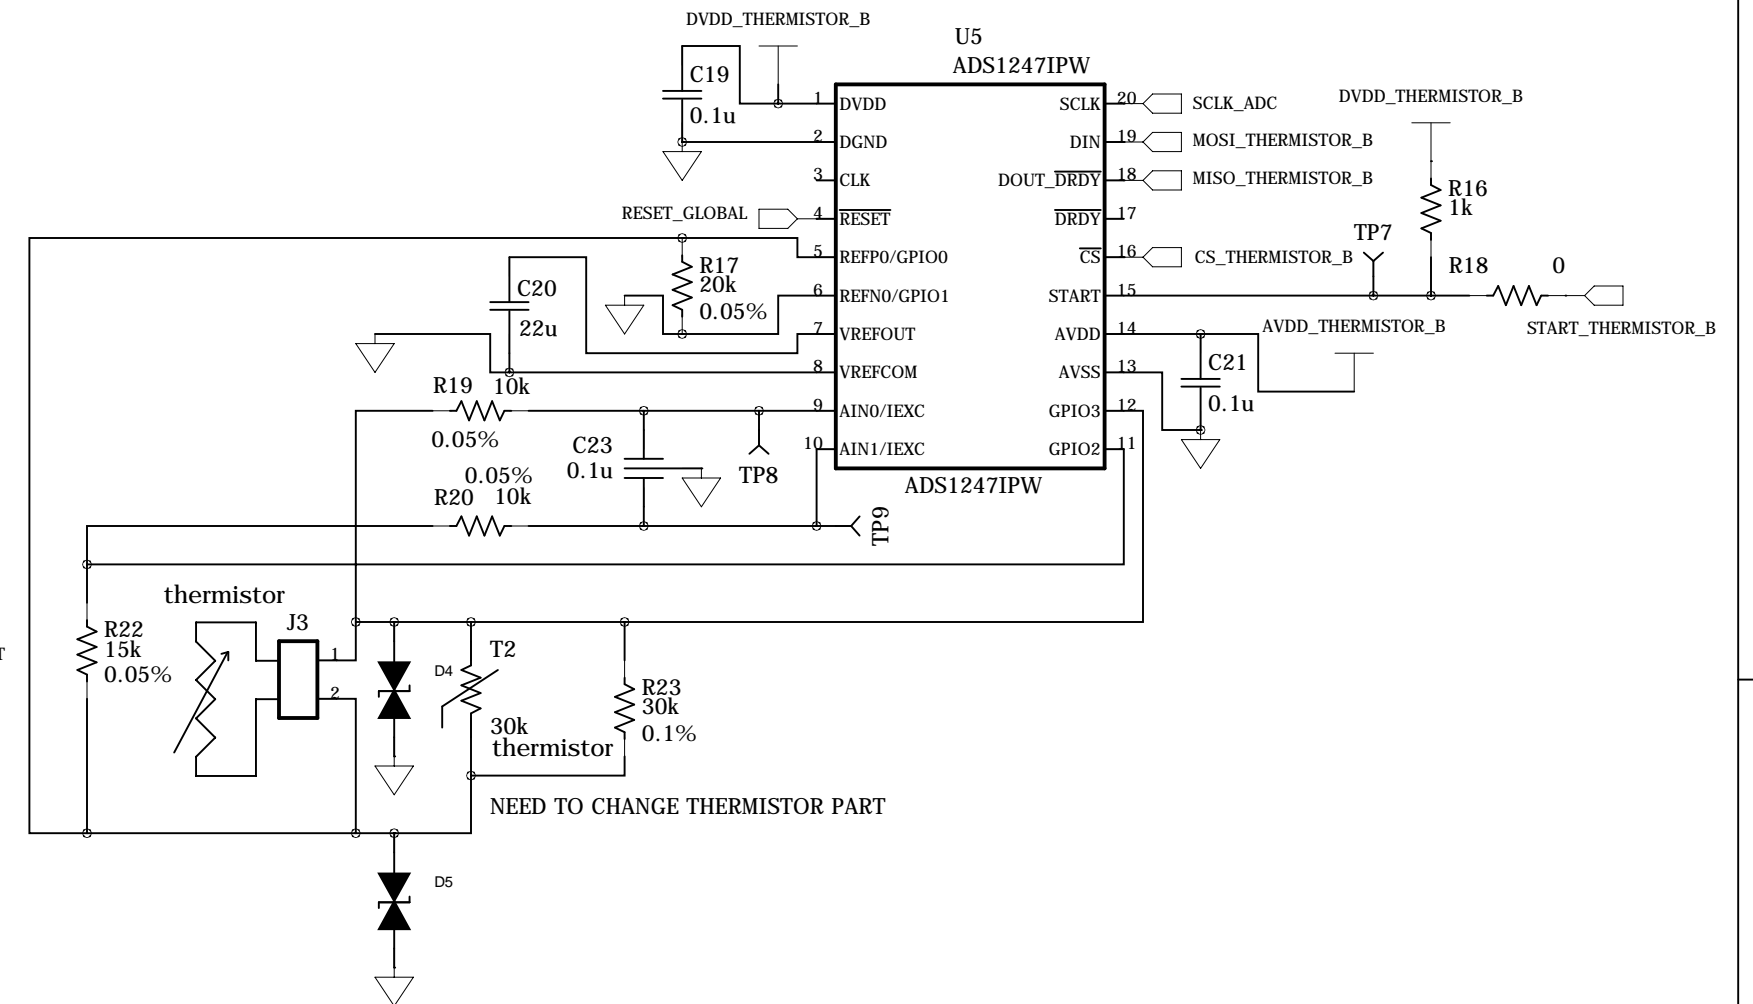 DVDD_THERMISTOR_B
U5
ADS1247IPW
C19
0.1u
1 DVDD
2 DGND
3 CLK
RESET_GLOBAL
4 RESET
5 REFP0/GPIO0
6 REFN0/GPIO1
7 VREFOUT
8 VREFCOM
9 AIN0/IEXC
10 AIN1/IEXC
SCLK 20 SCLK_ADC
DIN 19 MOSI_THERMISTOR_B
DOUT_DRDY 18 MISO_THERMISTOR_B
DRDY 17
CS 16 CS_THERMISTOR_B
START 15
AVDD 14
AVSS 13
GPIO3 12
GPIO2 11
ADS1247IPW
DVDD_THERMISTOR_B
R16
1k
TP7
R18 0
START_THERMISTOR_B
AVDD_THERMISTOR_B
C21
0.1u
R17
20k
0.05%
C20
22u
R19 10k
0.05%
C23
0.1u
TP8
0.05%
R20 10k
TP9
thermistor
J3
1
2
R22
15k
0.05%
T
D4
T2
30k
thermistor
R23
30k
0.1%
NEED TO CHANGE THERMISTOR PART
D5